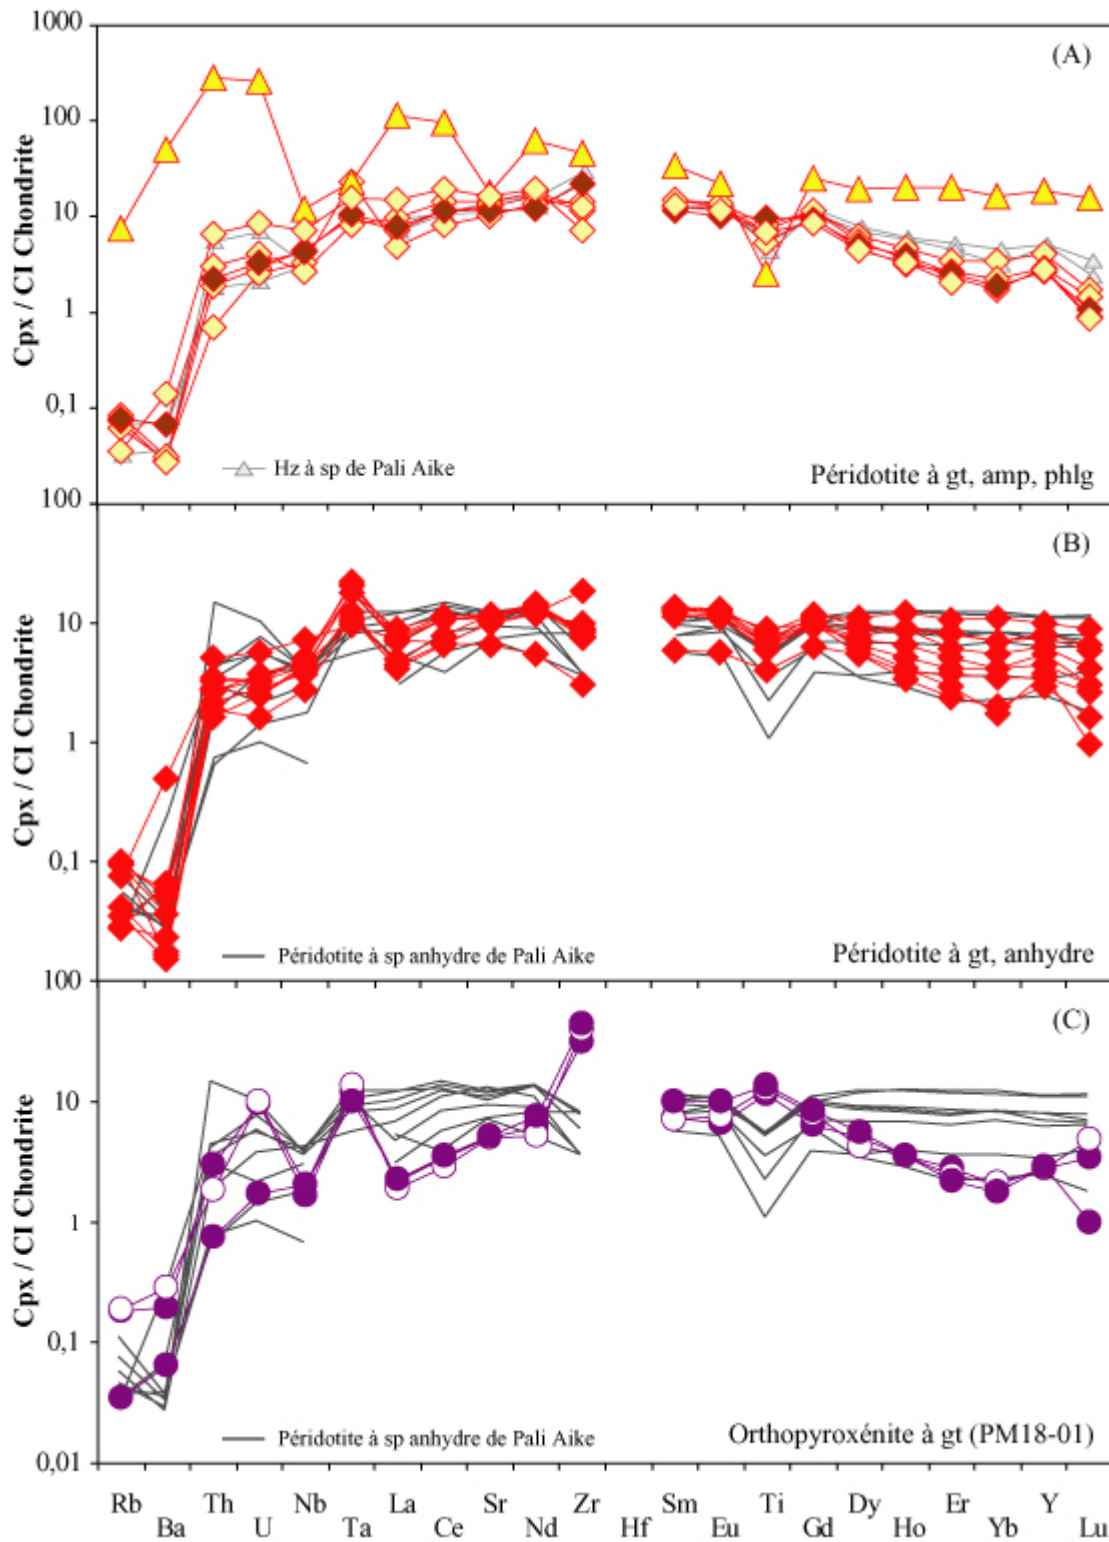 1000
(A)
100
10
1
0,1
Cpx / CI Chondrite
Hz à sp de Pali Aike
Péridotite à gt, amp, phlg
100
(B)
10
1
0,1
Cpx / CI Chondrite
Péridotite à sp anhydre de Pali Aike
Péridotite à gt, anhydre
100
(C)
10
1
0,1
0,01
Cpx / CI Chondrite
Péridotite à sp anhydre de Pali Aike
Orthopyroxénite à gt (PM18-01)
Rb Th Nb La Sr Zr Sm Ti Dy Er Y
Ba U Ta Ce Nd Hf Eu Gd Ho Yb Lu